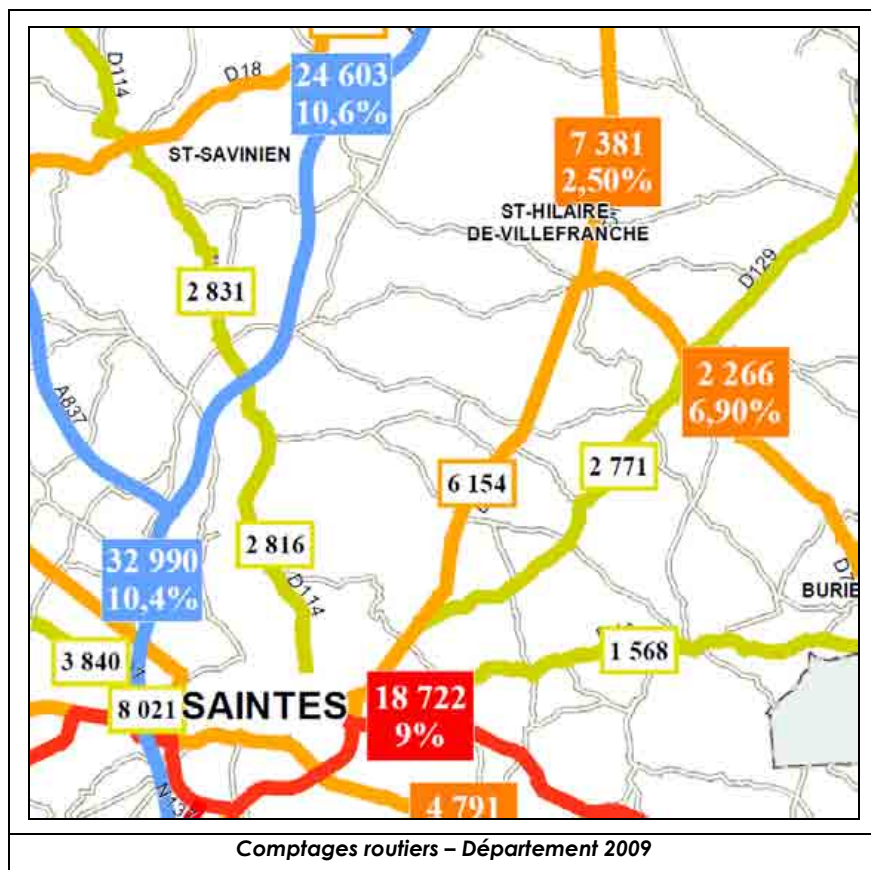 D114
D18
24 603
10,6%
ST-SAVINIEN
7 381
2,50%
ST-HILAIRE-
DE-VILLEFRANCHE
D129
2 831
A837
2 266
6,90%
2 771
6 154
2 816
32 990
10,4%
D114
BURIE
3 840
1 568
8 021
SAINTES
18 722
9%
N137
4 791
Comptages routiers – Département 2009